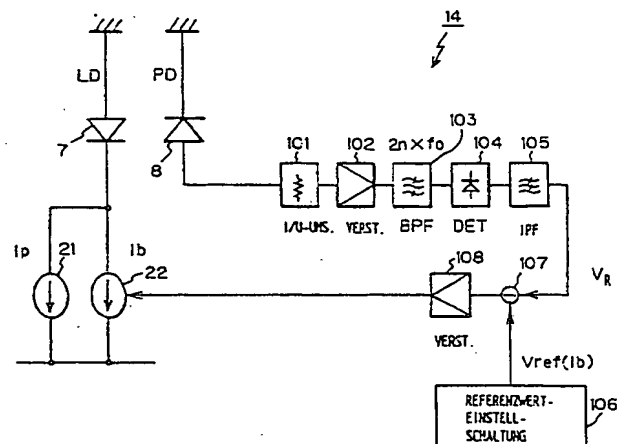 14
LD
PD
7
8
101
102
2n×fo
103
104
105
I/U-UMS.
VERST.
BPF
DET
IPF
Ip
21
Ib
22
108
107
VR
VERST.
Vref(Ib)
REFERENZWERT-
EINSTELL-
SCHALTUNG
106